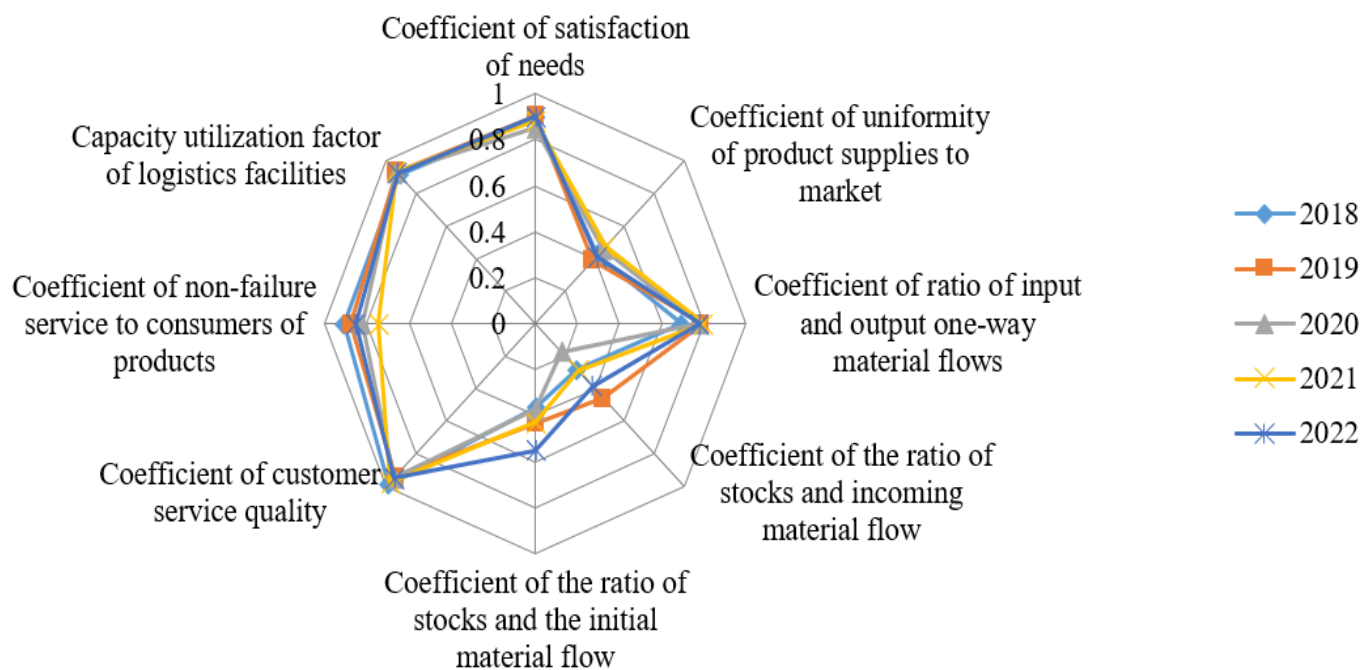 Coefficient of satisfaction
of needs
Coefficient of uniformity
of product supplies to
market
Coefficient of ratio of input
and output one-way
material flows
Coefficient of the ratio of
stocks and incoming
material flow
Coefficient of the ratio of
stocks and the initial
material flow
Coefficient of customer
service quality
Coefficient of non-failure
service to consumers of
products
Capacity utilization factor
of logistics facilities
1
0.8
0.6
0.4
0.2
0
2018
2019
2020
2021
2022